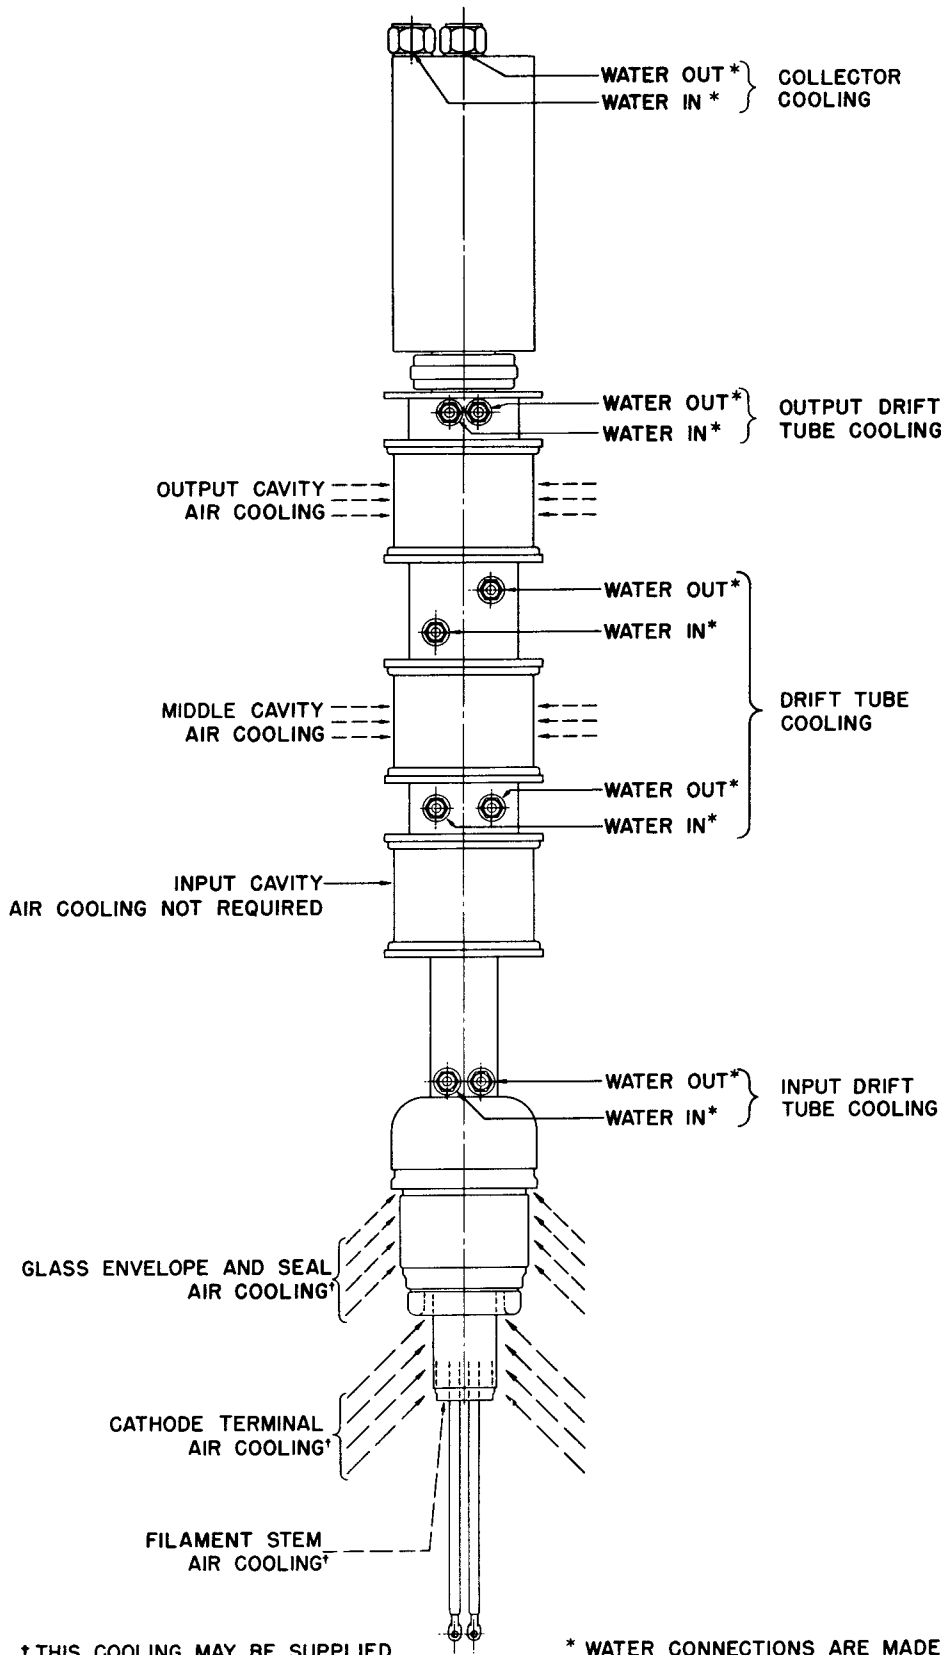 WATER OUT*
WATER IN *
COLLECTOR
COOLING
WATER OUT*
WATER IN*
OUTPUT DRIFT
TUBE COOLING
OUTPUT CAVITY
AIR COOLING
WATER OUT*
WATER IN*
MIDDLE CAVITY
AIR COOLING
DRIFT TUBE
COOLING
WATER OUT*
WATER IN*
INPUT CAVITY
AIR COOLING NOT REQUIRED
WATER OUT*
WATER IN*
INPUT DRIFT
TUBE COOLING
GLASS ENVELOPE AND SEAL
AIR COOLING†
CATHODE TERMINAL
AIR COOLING†
FILAMENT STEM
AIR COOLING†
† THIS COOLING MAY BE SUPPLIED
* WATER CONNECTIONS ARE MADE